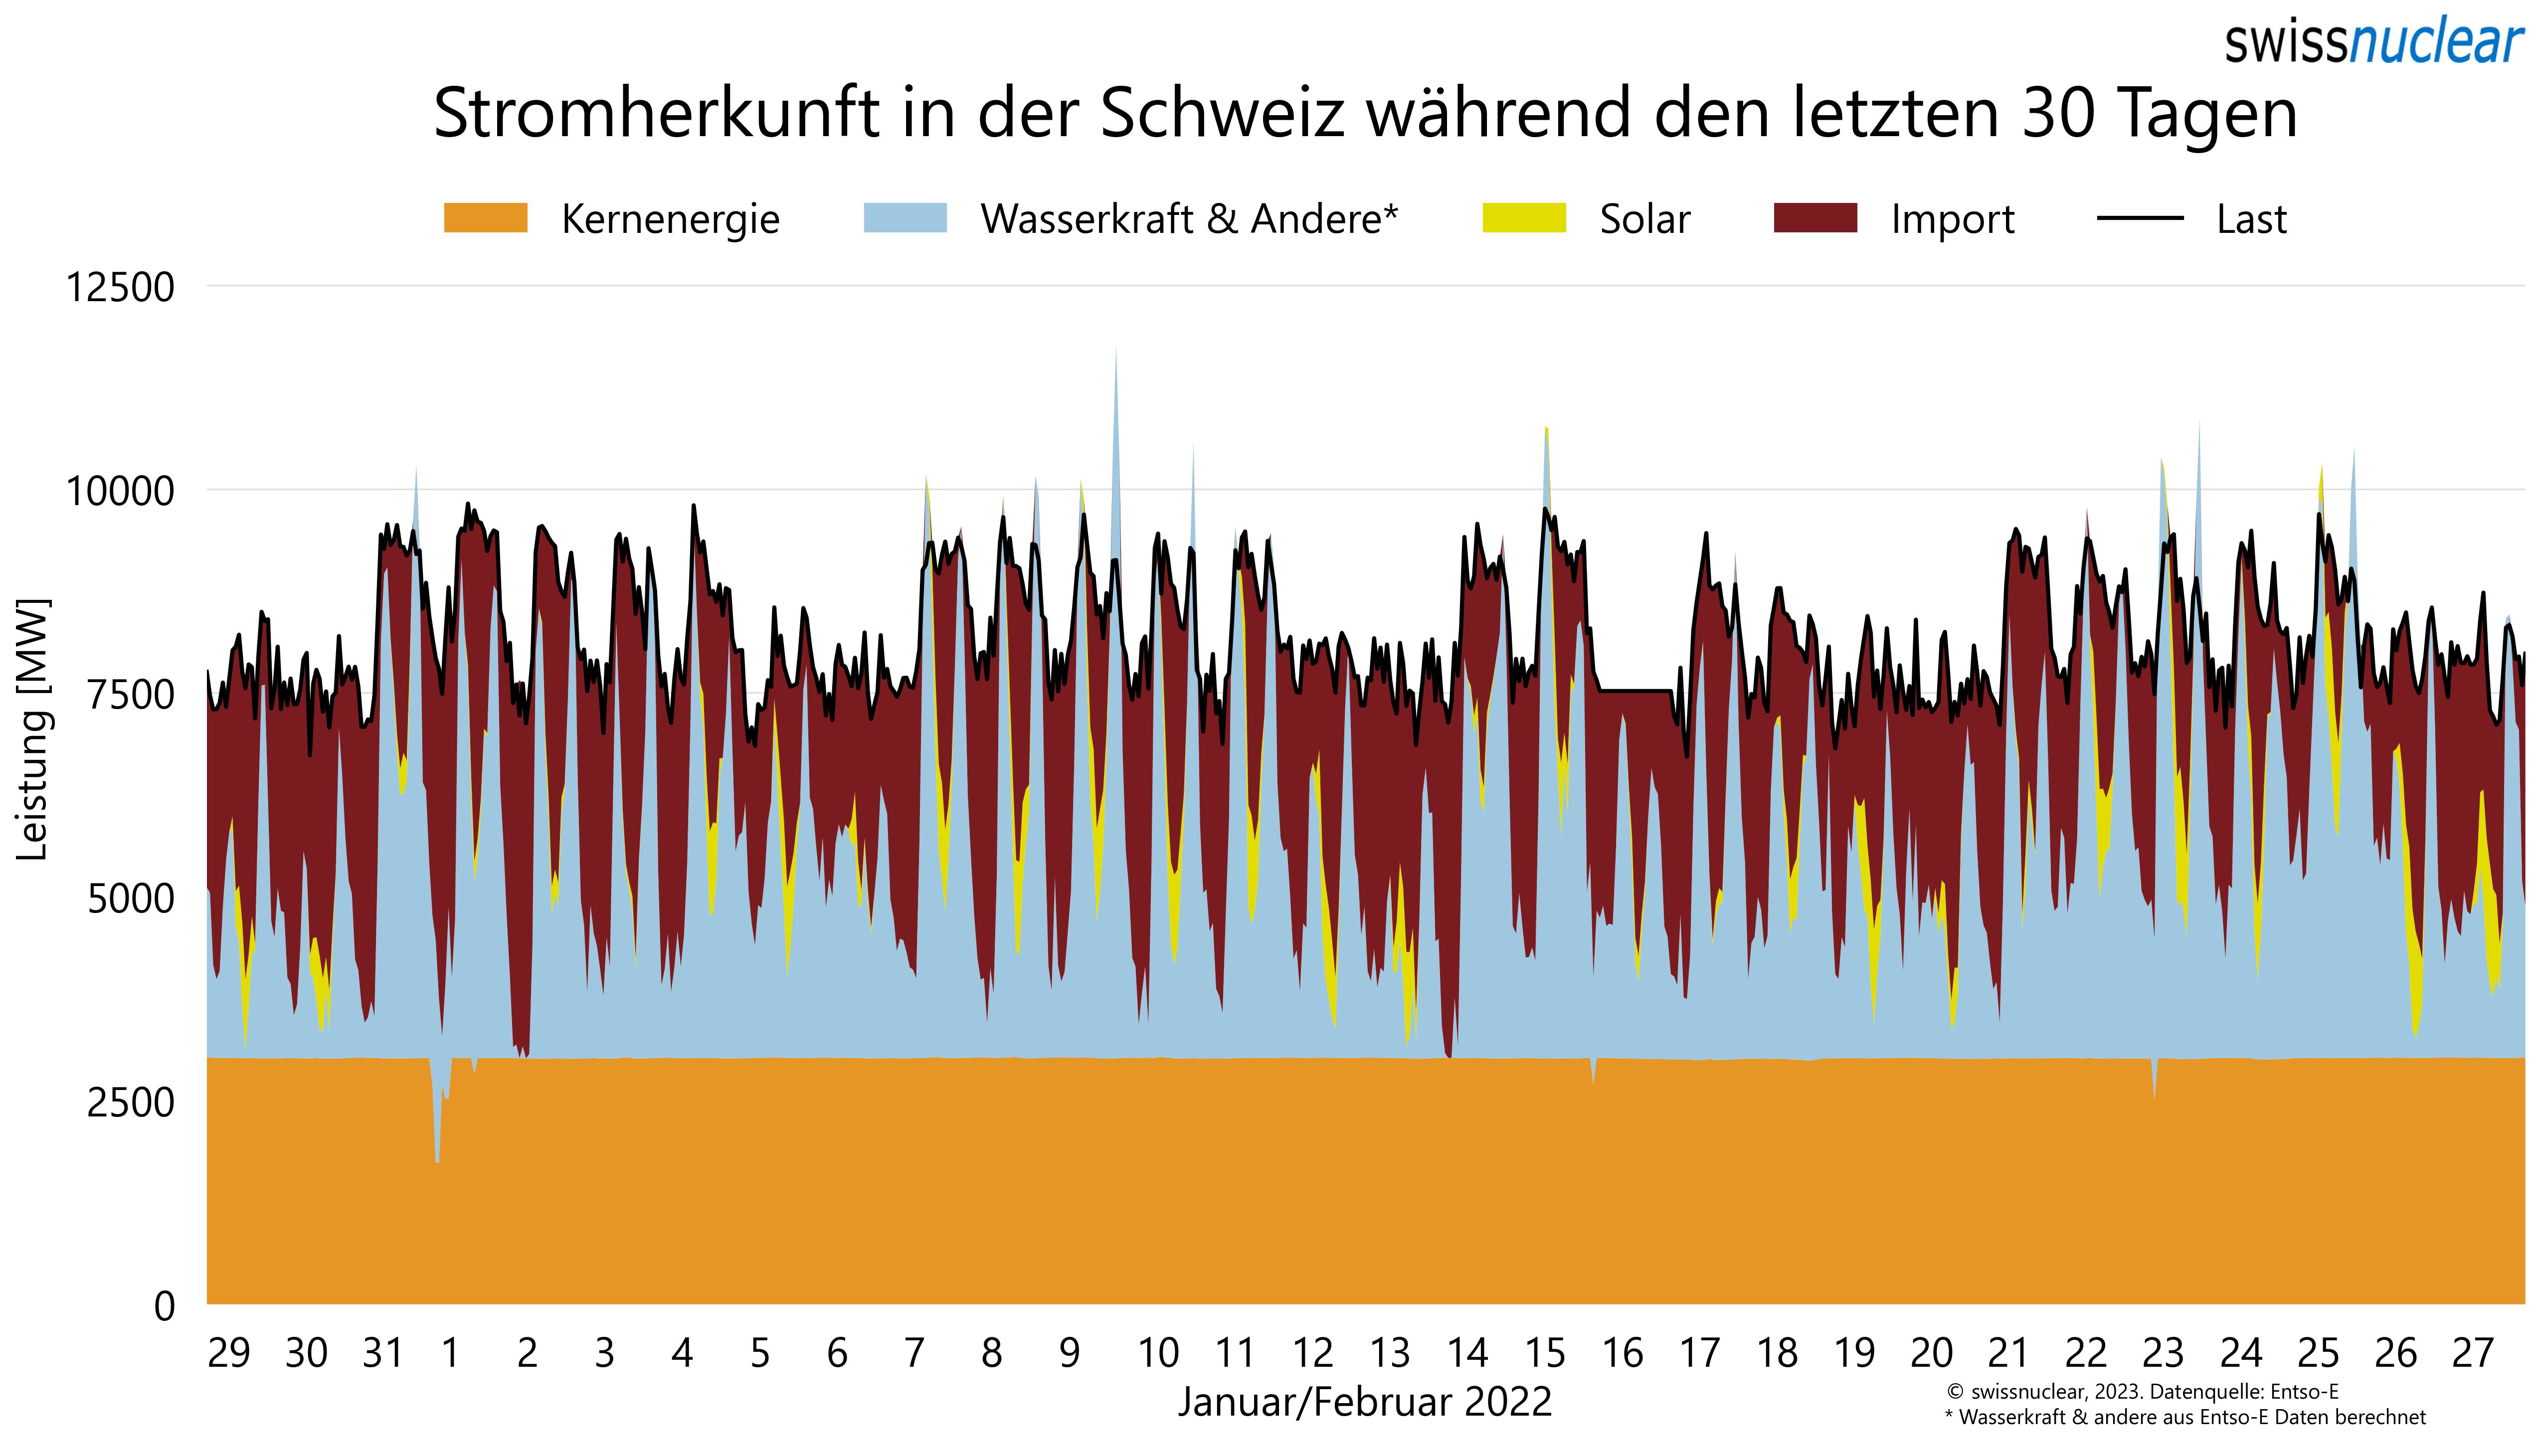 swissnuclear
Stromherkunft in der Schweiz während den letzten 30 Tagen
Kernenergie Wasserkraft & Andere* Solar Import Last
12500
10000
7500
5000
2500
0
Leistung [MW]
29 30 31 1 2 3 4 5 6 7 8 9 10 11 12 13 14 15 16 17 18 19 20 21 22 23 24 25 26 27
Januar/Februar 2022
© swissnuclear, 2023. Datenquelle: Entso-E
* Wasserkraft & andere aus Entso-E Daten berechnet